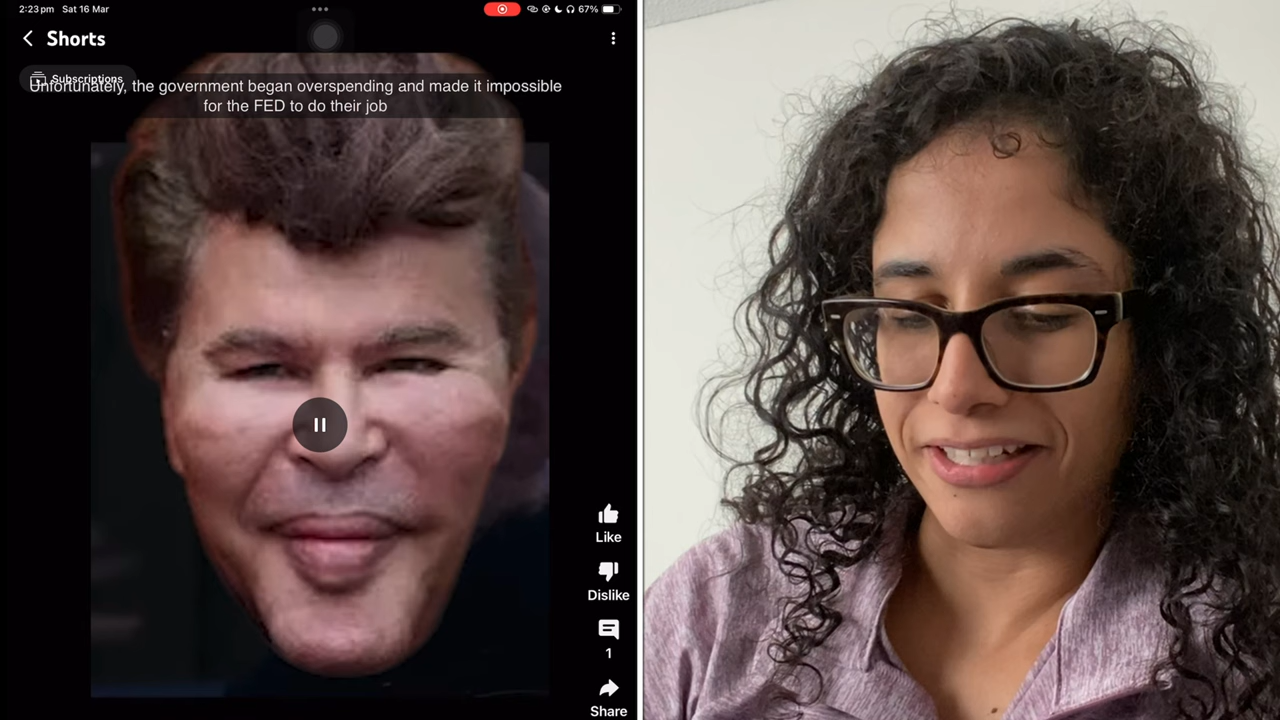 2:23 pm Sat 16 Mar
67%
Shorts
Subscriptions
Unfortunately, the government began overspending and made it impossible
for the FED to do their job
Like
Dislike
1
Share